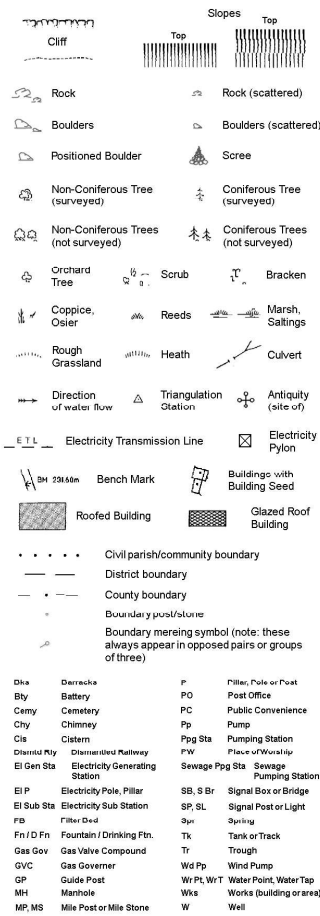 Slopes
Top
Top
Cliff
Rock
Rock (scattered)
Boulders
Boulders (scattered)
Positioned Boulder
Scree
Non-Coniferous Tree
(surveyed)
Coniferous Tree
(surveyed)
Non-Coniferous Trees
(not surveyed)
Coniferous Trees
(not surveyed)
Orchard
Tree
Scrub
Bracken
Coppice,
Osier
Reeds
Marsh,
Saltings
Rough
Grassland
Heath
Culvert
Direction
of water flow
Triangulation
Station
Antiquity
(site of)
E T L Electricity Transmission Line
Electricity
Pylon
BM 231.60m Bench Mark
Buildings with
Building Seed
Roofed Building
Glazed Roof
Building
Civil parish/community boundary
District boundary
County boundary
Boundary post/stone
Boundary mereing symbol (note: these
always appear in opposed pairs or groups
of three)
Bks Barracks P Pillar, Pole or Post
Bty Battery PO Post Office
Cemy Cemetery PC Public Convenience
Chy Chimney Pp Pump
Cis Cistern Ppg Sta Pumping Station
Dismtd Rly Dismantled Railway PW Place of Worship
El Gen Sta Electricity Generating
Station
Sewage Ppg Sta Sewage
Pumping Station
El P Electricity Pole, Pillar SB, S Br Signal Box or Bridge
El Sub Sta Electricity Sub Station SP, SL Signal Post or Light
FB Filter Bed Spr Spring
Fn / D Fn Fountain / Drinking Ftn. Tk Tank or Track
Gas Gov Gas Valve Compound Tr Trough
GVC Gas Governer Wd Pp Wind Pump
GP Guide Post Wr Pt, Wr T Water Point, Water Tap
MH Manhole Wks Works (building or area)
MP, MS Mile Post or Mile Stone W Well